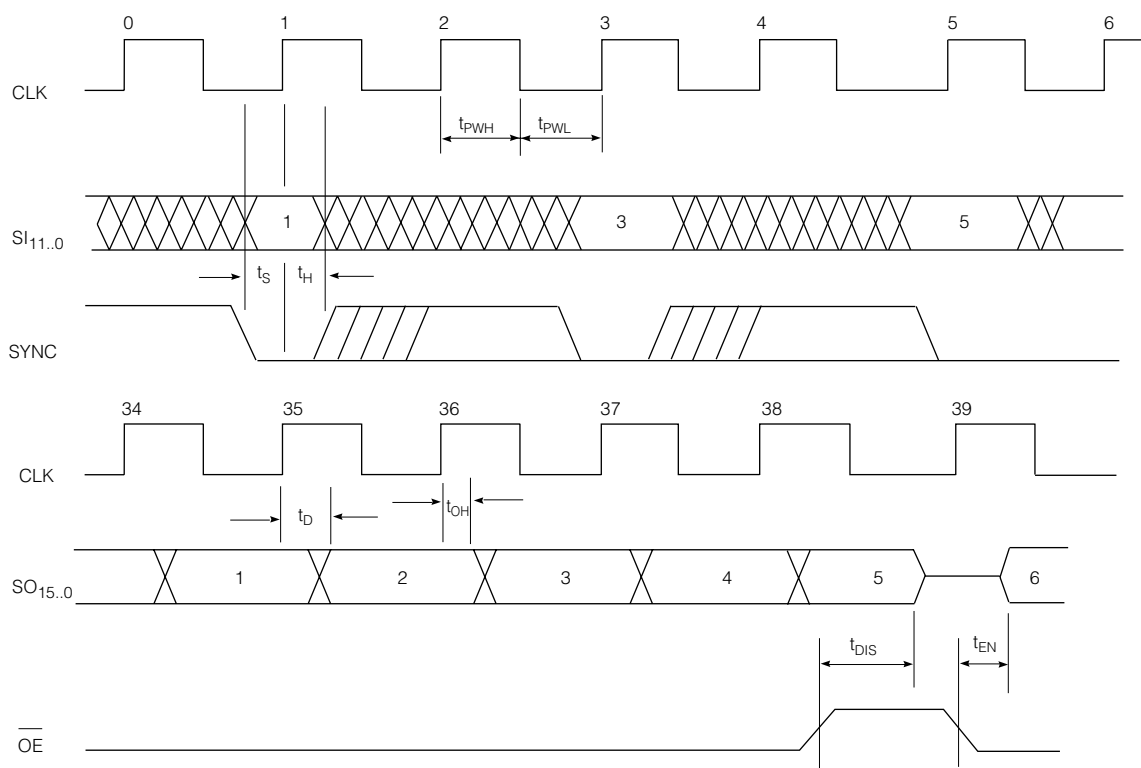 0 1 2 3 4 5 6
CLK
tPWH tPWL
SI11..0 1 3 5
tS tH
SYNC
34 35 36 37 38 39
CLK
tD tOH
SO15..0 1 2 3 4 5 6
tDIS tEN
OE